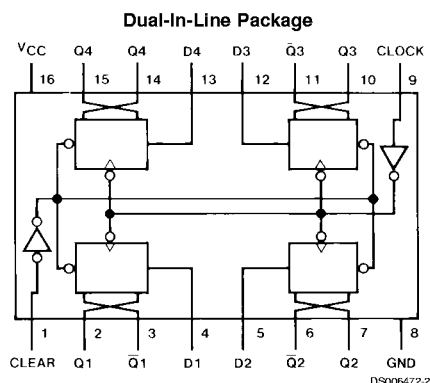 Dual-In-Line Package
VCC Q4 Q4 D4 D3 Q̄3 Q3 CLOCK
16 15 14 13 12 11 10 9
1 2 3 4 5 6 7 8
CLEAR Q1 Q̄1 D1 D2 Q̄2 Q2 GND
DS006472-2